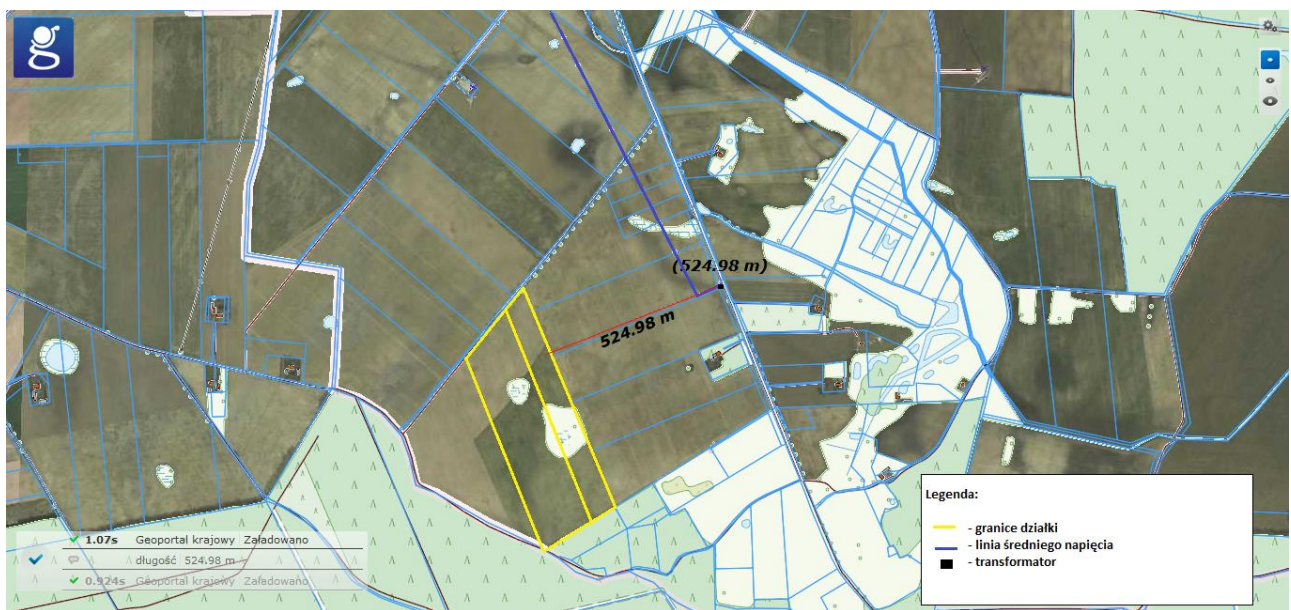 g
(524.98 m)
524.98 m
Legenda:
- granice działki
- linia średniego napięcia
- transformator
1.07s Geoportal krajowy Załadowano
długość 524.98 m
0.924s Geoportal krajowy Załadowano